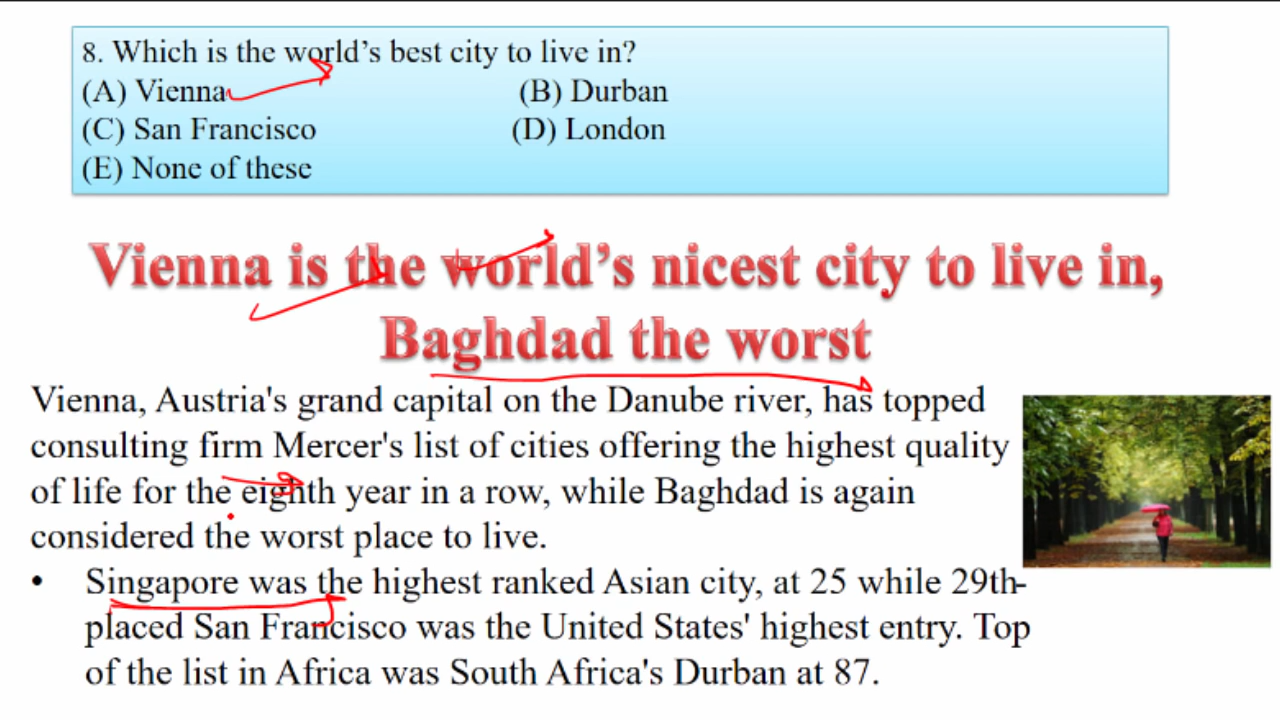 8. Which is the world’s best city to live in?
(A) Vienna (B) Durban
(C) San Francisco (D) London
(E) None of these
Vienna is the world’s nicest city to live in,
Baghdad the worst
Vienna, Austria's grand capital on the Danube river, has topped
consulting firm Mercer's list of cities offering the highest quality
of life for the eighth year in a row, while Baghdad is again
considered the worst place to live.
• Singapore was the highest ranked Asian city, at 25 while 29th-
placed San Francisco was the United States' highest entry. Top
of the list in Africa was South Africa's Durban at 87.